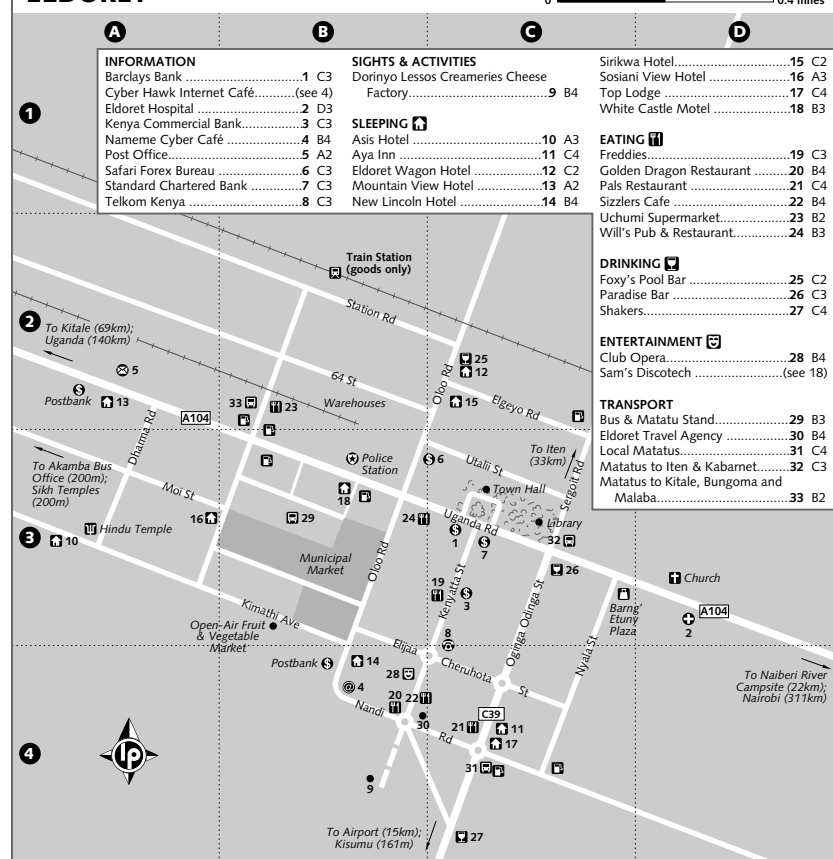 0
0.4 miles
A
B
C
D
1
2
3
4
INFORMATION
Barclays Bank ..............................1 C3
Cyber Hawk Internet Café..........(see 4)
Eldoret Hospital ..........................2 D3
Kenya Commercial Bank..............3 C3
Nameme Cyber Café ..................4 B4
Post Office..................................5 A2
Safari Forex Bureau ....................6 C3
Standard Chartered Bank ............7 C3
Telkom Kenya .............................8 C3
SIGHTS & ACTIVITIES
Dorinyo Lessos Creameries Cheese
Factory....................................9 B4
SLEEPING
Asis Hotel .................................10 A3
Aya Inn .....................................11 C4
Eldoret Wagon Hotel .................12 C2
Mountain View Hotel .................13 A2
New Lincoln Hotel .....................14 B4
Sirikwa Hotel.............................15 C2
Sosiani View Hotel ....................16 A3
Top Lodge ................................17 C4
White Castle Motel ....................18 B3
EATING
Freddies ...................................19 C3
Golden Dragon Restaurant .........20 B4
Pals Restaurant .........................21 C4
Sizzlers Cafe .............................22 B4
Uchumi Supermarket..................23 B2
Will's Pub & Restaurant..............24 B3
DRINKING
Foxy's Pool Bar .........................25 C2
Paradise Bar .............................26 C3
Shakers.....................................27 C4
ENTERTAINMENT
Club Opera................................28 B4
Sam's Discotech ....................(see 18)
TRANSPORT
Bus & Matatu Stand...................29 B3
Eldoret Travel Agency ................30 B4
Local Matatus............................31 C4
Matatus to Iten & Kabarnet........32 C3
Matatus to Kitale, Bungoma and
Malaba...................................33 B2
Train Station
(goods only)
Station Rd
To Kitale (69km);
Uganda (140km)
5
Postbank
13
A104
Dharma Rd
33
23
64 St
Warehouses
Oloo Rd
25
12
15
Elgeyo Rd
To Iten
(33km)
Sergoit Rd
Utalii St
6
Police
Station
Town Hall
Library
To Akamba Bus
Office (200m);
Sikh Temples
(200m)
Moi St
16
Hindu Temple
10
18
29
24
Uganda Rd
1
7
32
26
Municipal
Market
Oloo Rd
19
Kenyatta St
3
Oginga Odinga St
Church
Barng'
Etuny
Plaza
A104
2
Kimathi Ave
Open-Air Fruit
& Vegetable
Market
8
Elijaa
Cheruhota
St
Nyala St
Postbank
14
28
4
20
22
Nandi
Rd
30
C39
21
11
17
31
9
To Naiberi River
Campsite (22km);
Nairobi (311km)
lp
To Airport (15km);
Kisumu (161m)
27